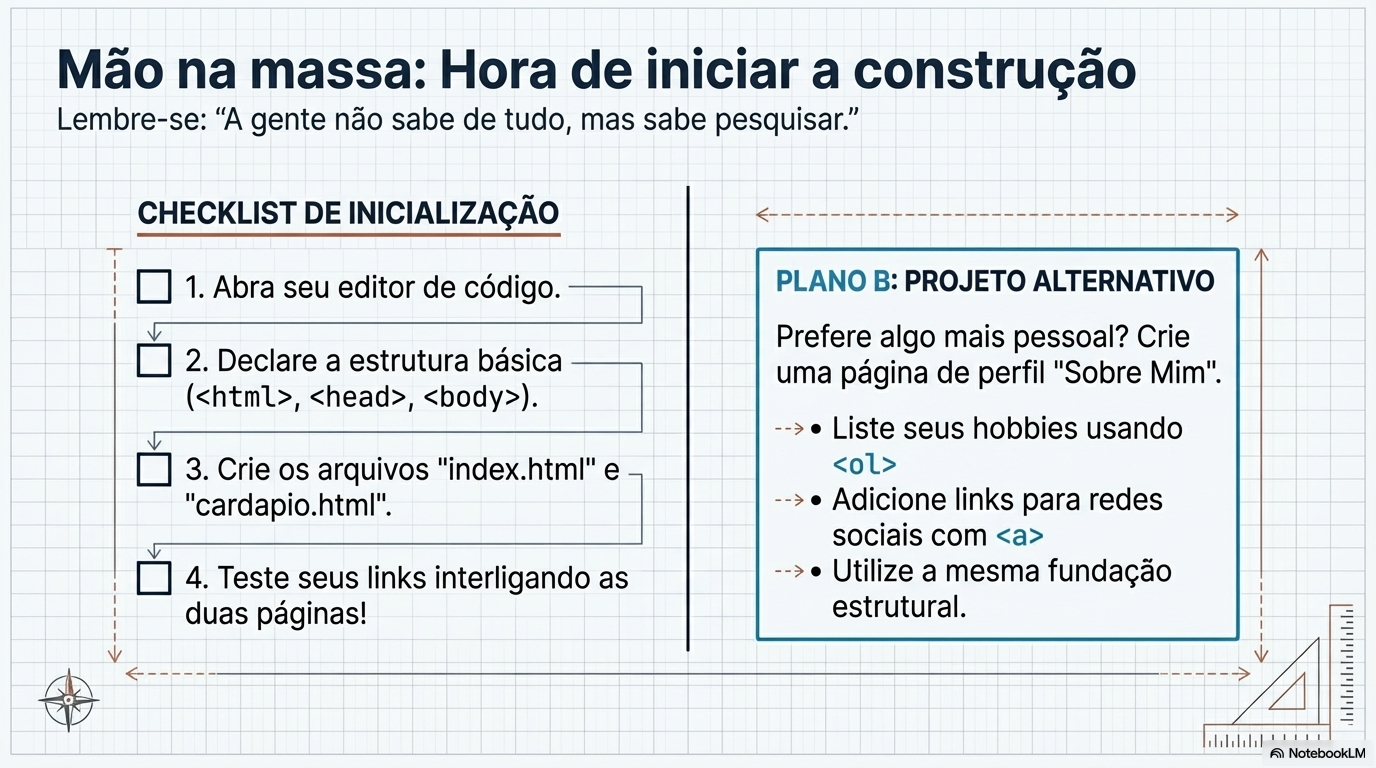 Mão na massa: Hora de iniciar a construção
Lembre-se: “A gente não sabe de tudo, mas sabe pesquisar.”
CHECKLIST DE INICIALIZAÇÃO
1. Abra seu editor de código.
2. Declare a estrutura básica
(<html>, <head>, <body>).
3. Crie os arquivos "index.html" e
"cardapio.html".
4. Teste seus links interligando as
duas páginas!
PLANO B: PROJETO ALTERNATIVO
Prefere algo mais pessoal? Crie
uma página de perfil "Sobre Mim".
• Liste seus hobbies usando
<ol>
• Adicione links para redes
sociais com <a>
• Utilize a mesma fundação
estrutural.
NotebookLM